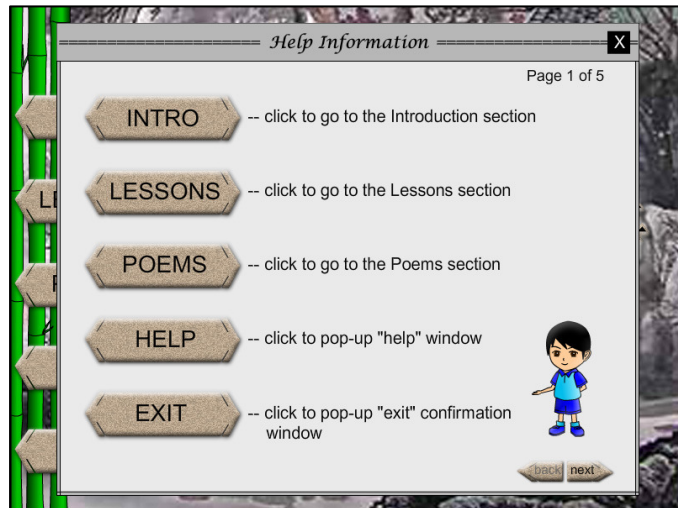 Help Information
X
Page 1 of 5
INTRO -- click to go to the Introduction section
LESSONS -- click to go to the Lessons section
POEMS -- click to go to the Poems section
HELP -- click to pop-up "help" window
EXIT -- click to pop-up "exit" confirmation
window
back next